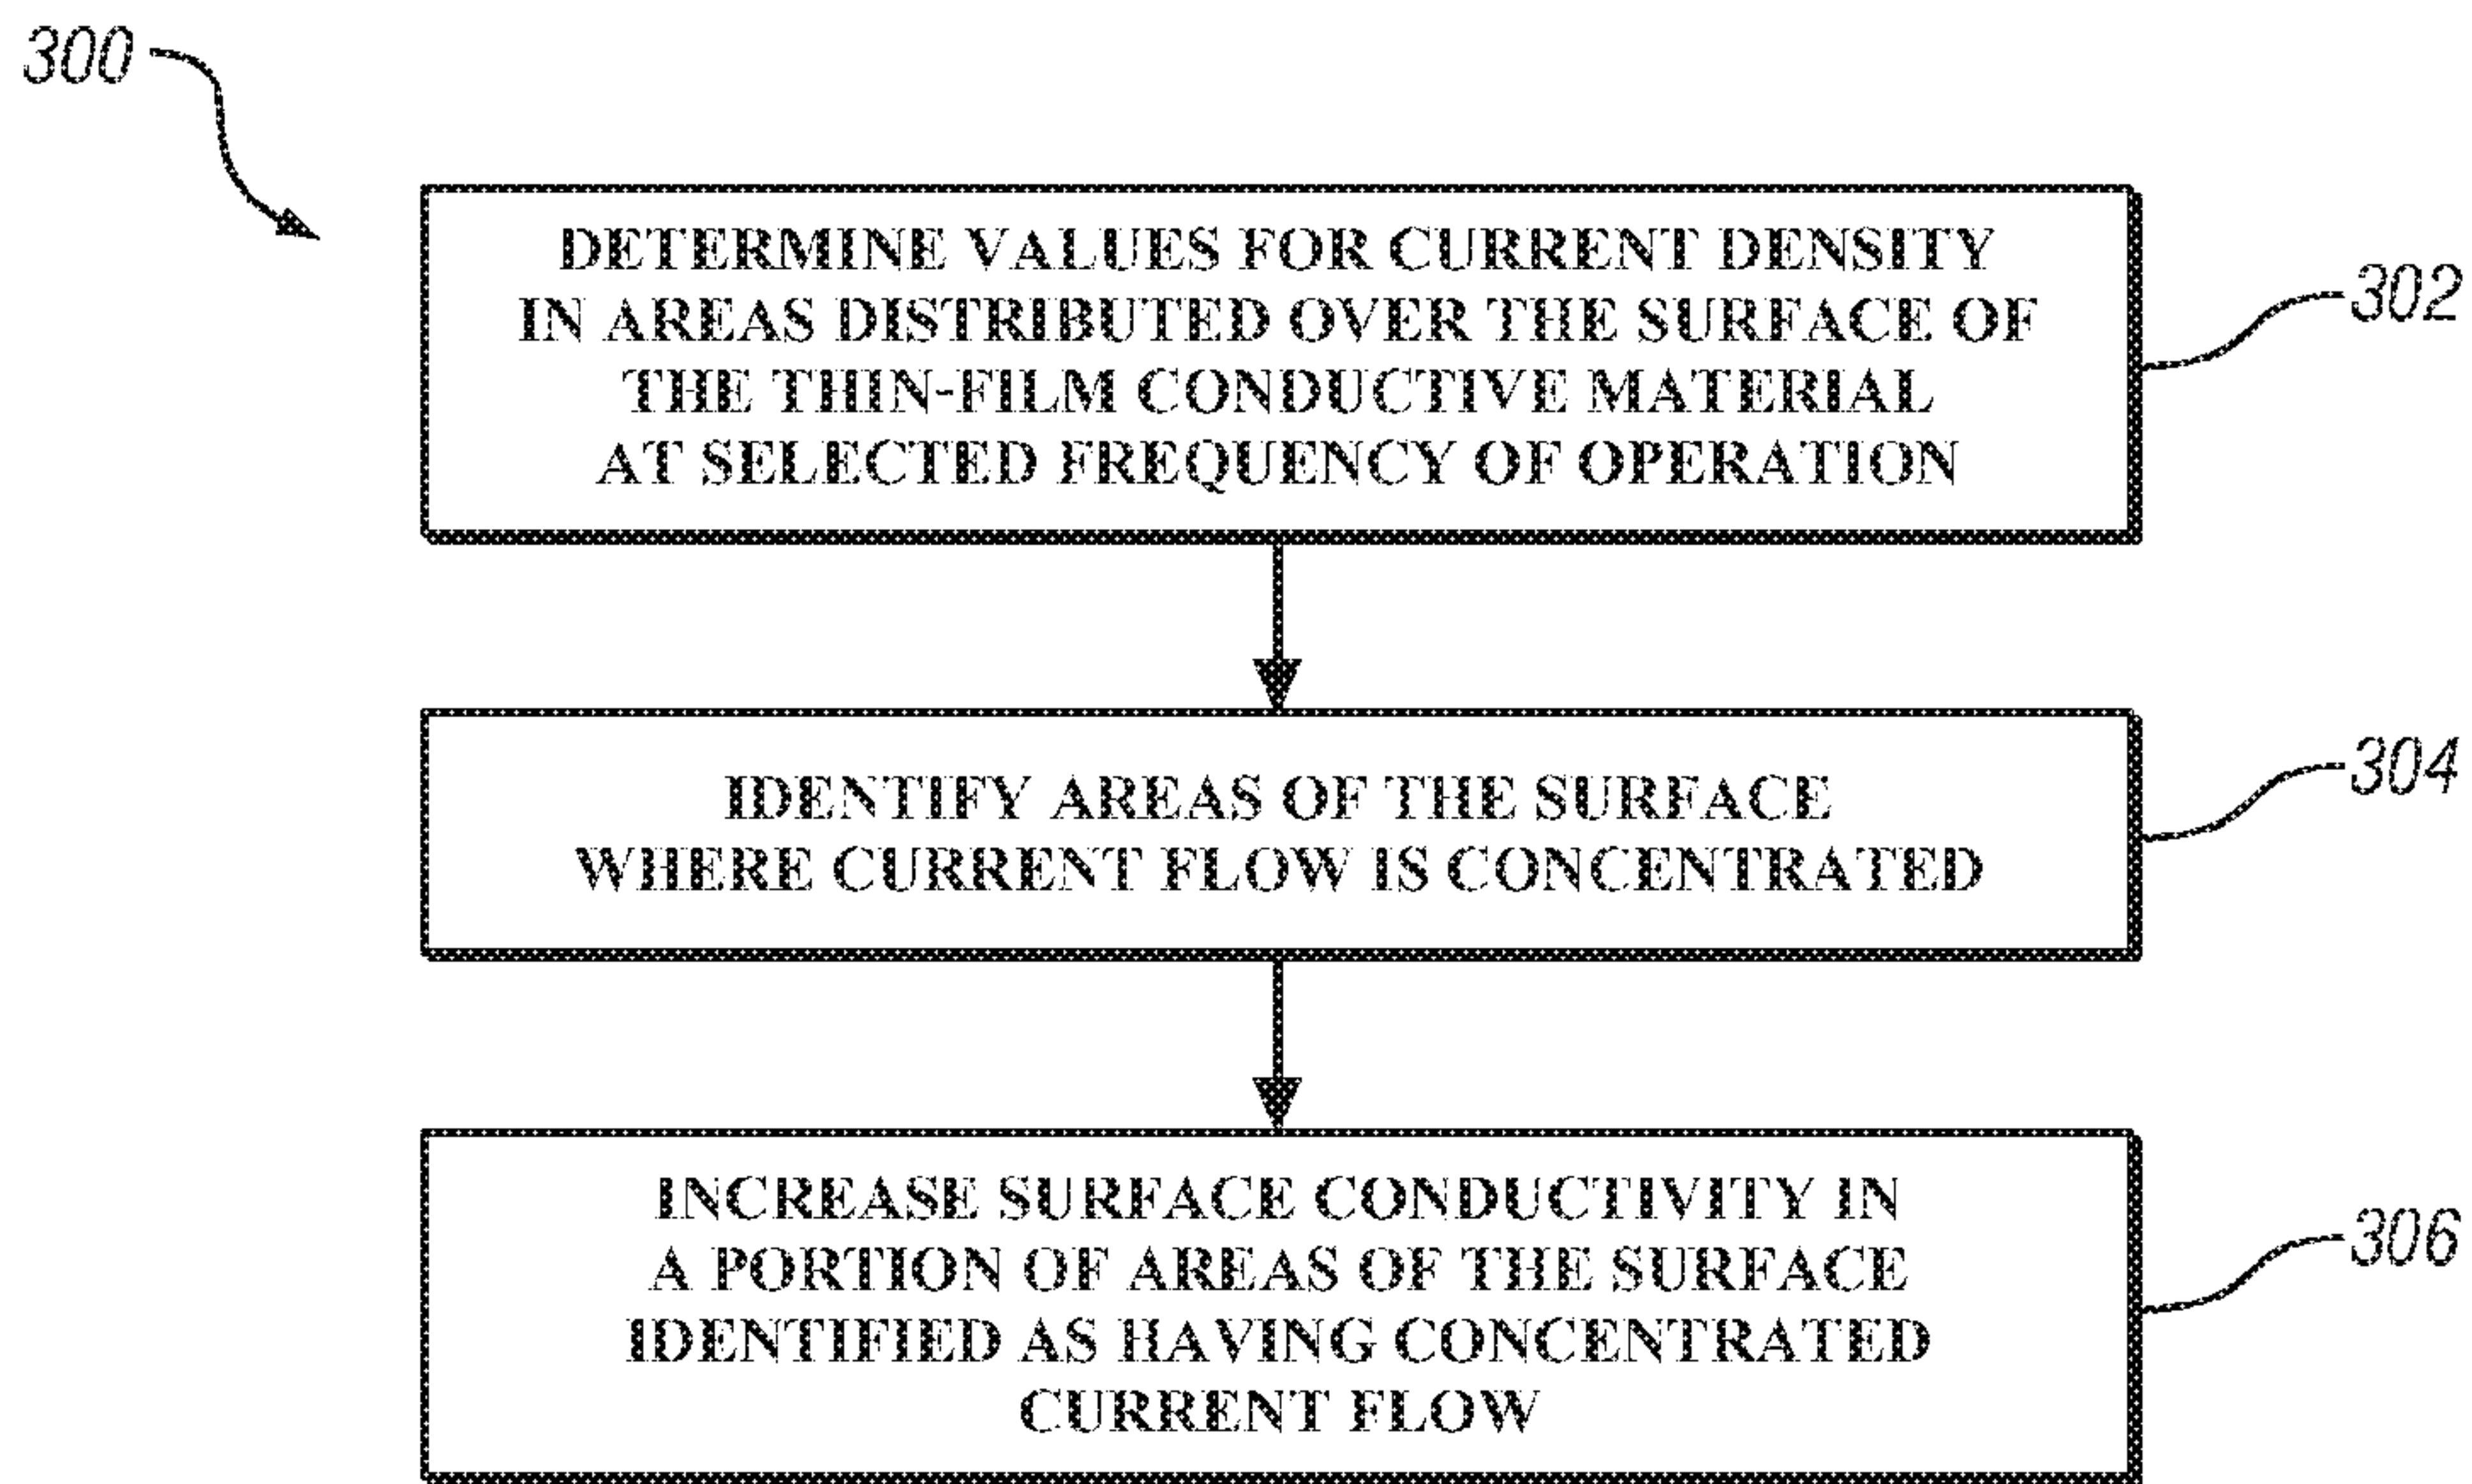 300
DETERMINE VALUES FOR CURRENT DENSITY
IN AREAS DISTRIBUTED OVER THE SURFACE OF
THE THIN-FILM CONDUCTIVE MATERIAL
AT SELECTED FREQUENCY OF OPERATION
302
IDENTIFY AREAS OF THE SURFACE
WHERE CURRENT FLOW IS CONCENTRATED
304
INCREASE SURFACE CONDUCTIVITY IN
A PORTION OF AREAS OF THE SURFACE
IDENTIFIED AS HAVING CONCENTRATED
CURRENT FLOW
306